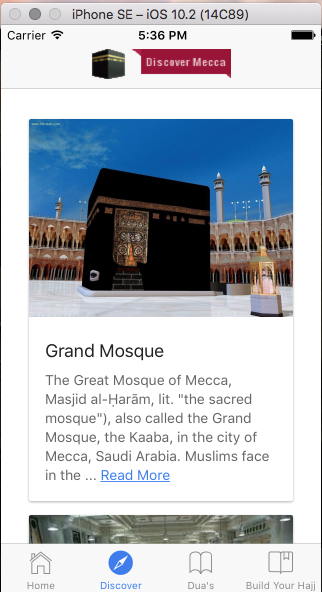 iPhone SE – iOS 10.2 (14C89)
Carrier 5:36 PM
Discover Mecca
Grand Mosque
The Great Mosque of Mecca,
Masjid al-Ḥarām, lit. "the sacred
mosque"), also called the Grand
Mosque, the Kaaba, in the city of
Mecca, Saudi Arabia. Muslims face
in the ... Read More
Home Discover Dua's Build Your Hajj